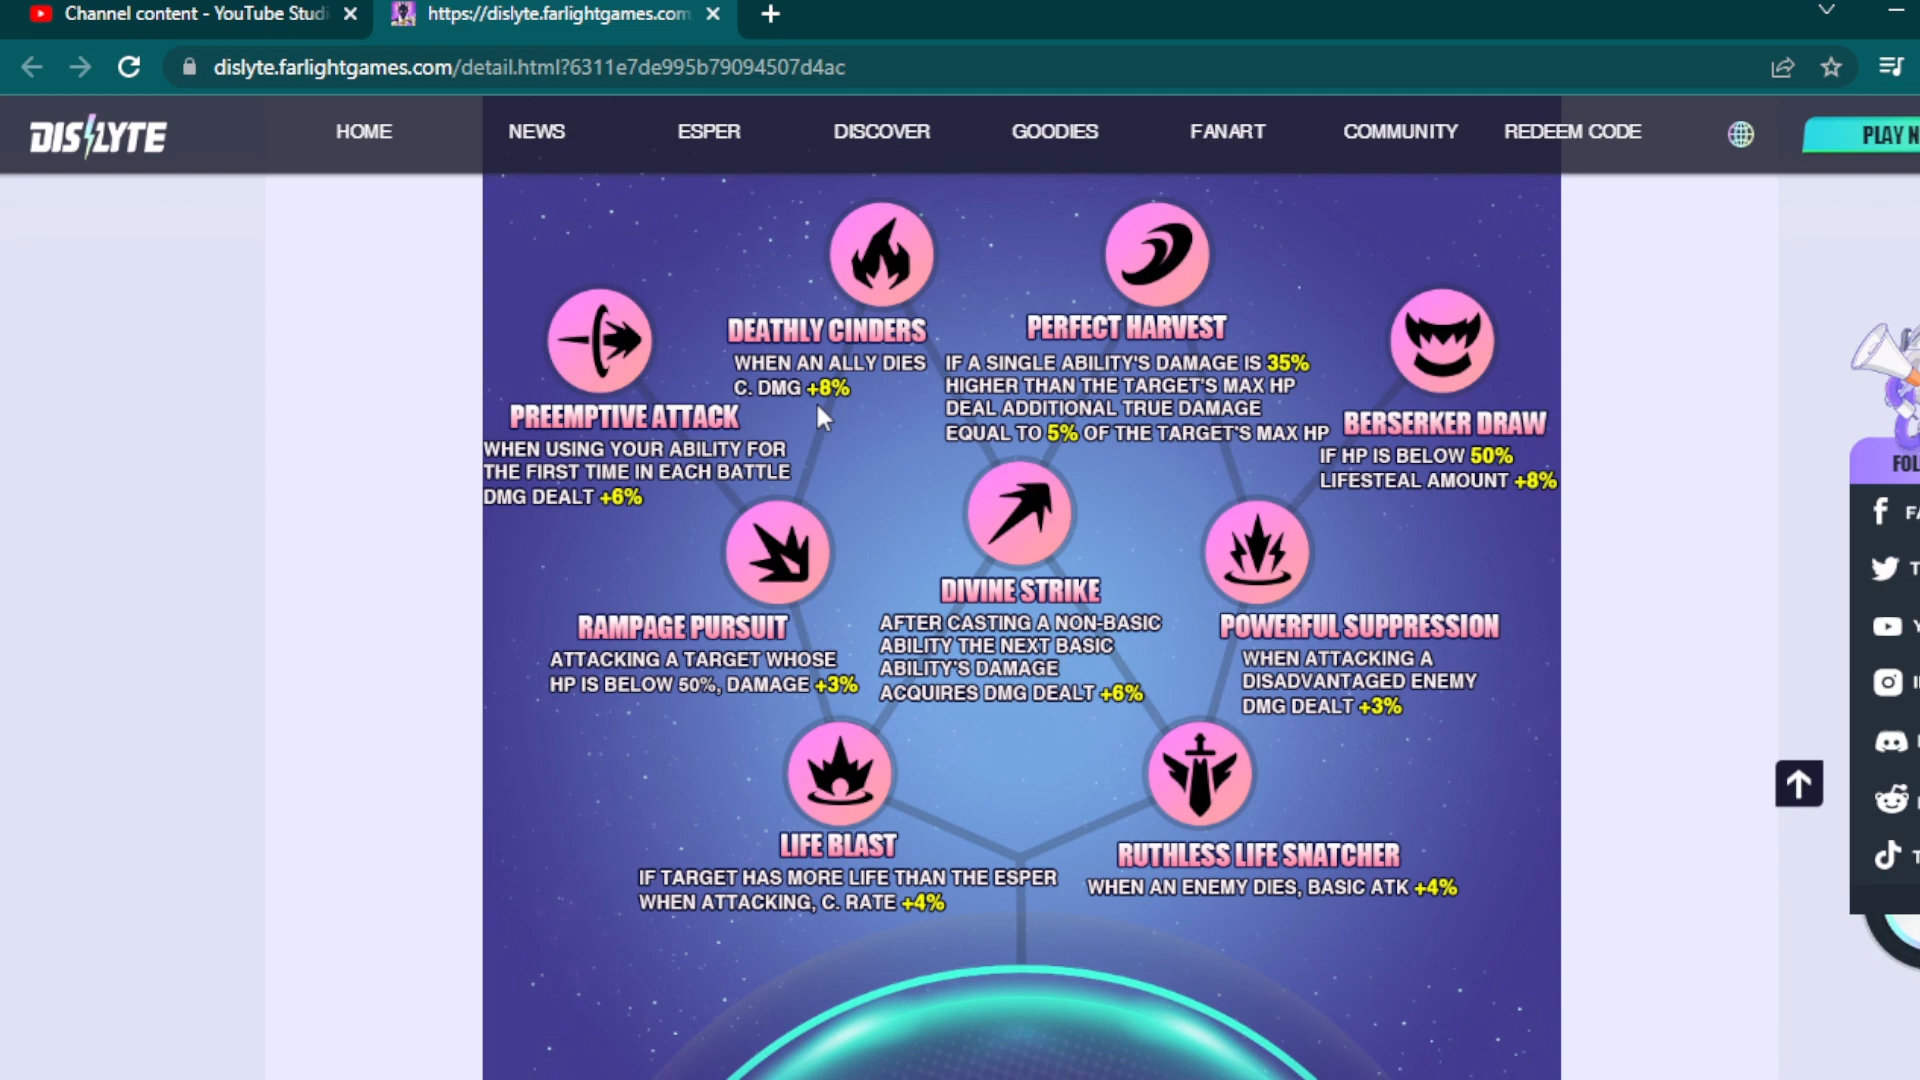 Channel content - YouTube Studi
https://dislyte.farlightgames.com
dislyte.farlightgames.com/detail.html?6311e7de995b79094507d4ac
DISLYTE
HOME
NEWS
ESPER
DISCOVER
GOODIES
FANART
COMMUNITY
REDEEM CODE
PLAY N
DEATHLY CINDERS
WHEN AN ALLY DIES
C. DMG +8%
PERFECT HARVEST
IF A SINGLE ABILITY'S DAMAGE IS 35%
HIGHER THAN THE TARGET'S MAX HP
DEAL ADDITIONAL TRUE DAMAGE
EQUAL TO 5% OF THE TARGET'S MAX HP
PREEMPTIVE ATTACK
WHEN USING YOUR ABILITY FOR
THE FIRST TIME IN EACH BATTLE
DMG DEALT +6%
BERSERKER DRAW
IF HP IS BELOW 50%
LIFESTEAL AMOUNT +8%
RAMPAGE PURSUIT
ATTACKING A TARGET WHOSE
HP IS BELOW 50%, DAMAGE +3%
DIVINE STRIKE
AFTER CASTING A NON-BASIC
ABILITY THE NEXT BASIC
ABILITY'S DAMAGE
ACQUIRES DMG DEALT +6%
POWERFUL SUPPRESSION
WHEN ATTACKING A
DISADVANTAGED ENEMY
DMG DEALT +3%
LIFE BLAST
IF TARGET HAS MORE LIFE THAN THE ESPER
WHEN ATTACKING, C. RATE +4%
RUTHLESS LIFE SNATCHER
WHEN AN ENEMY DIES, BASIC ATK +4%
FOL
FA
T
Y
T